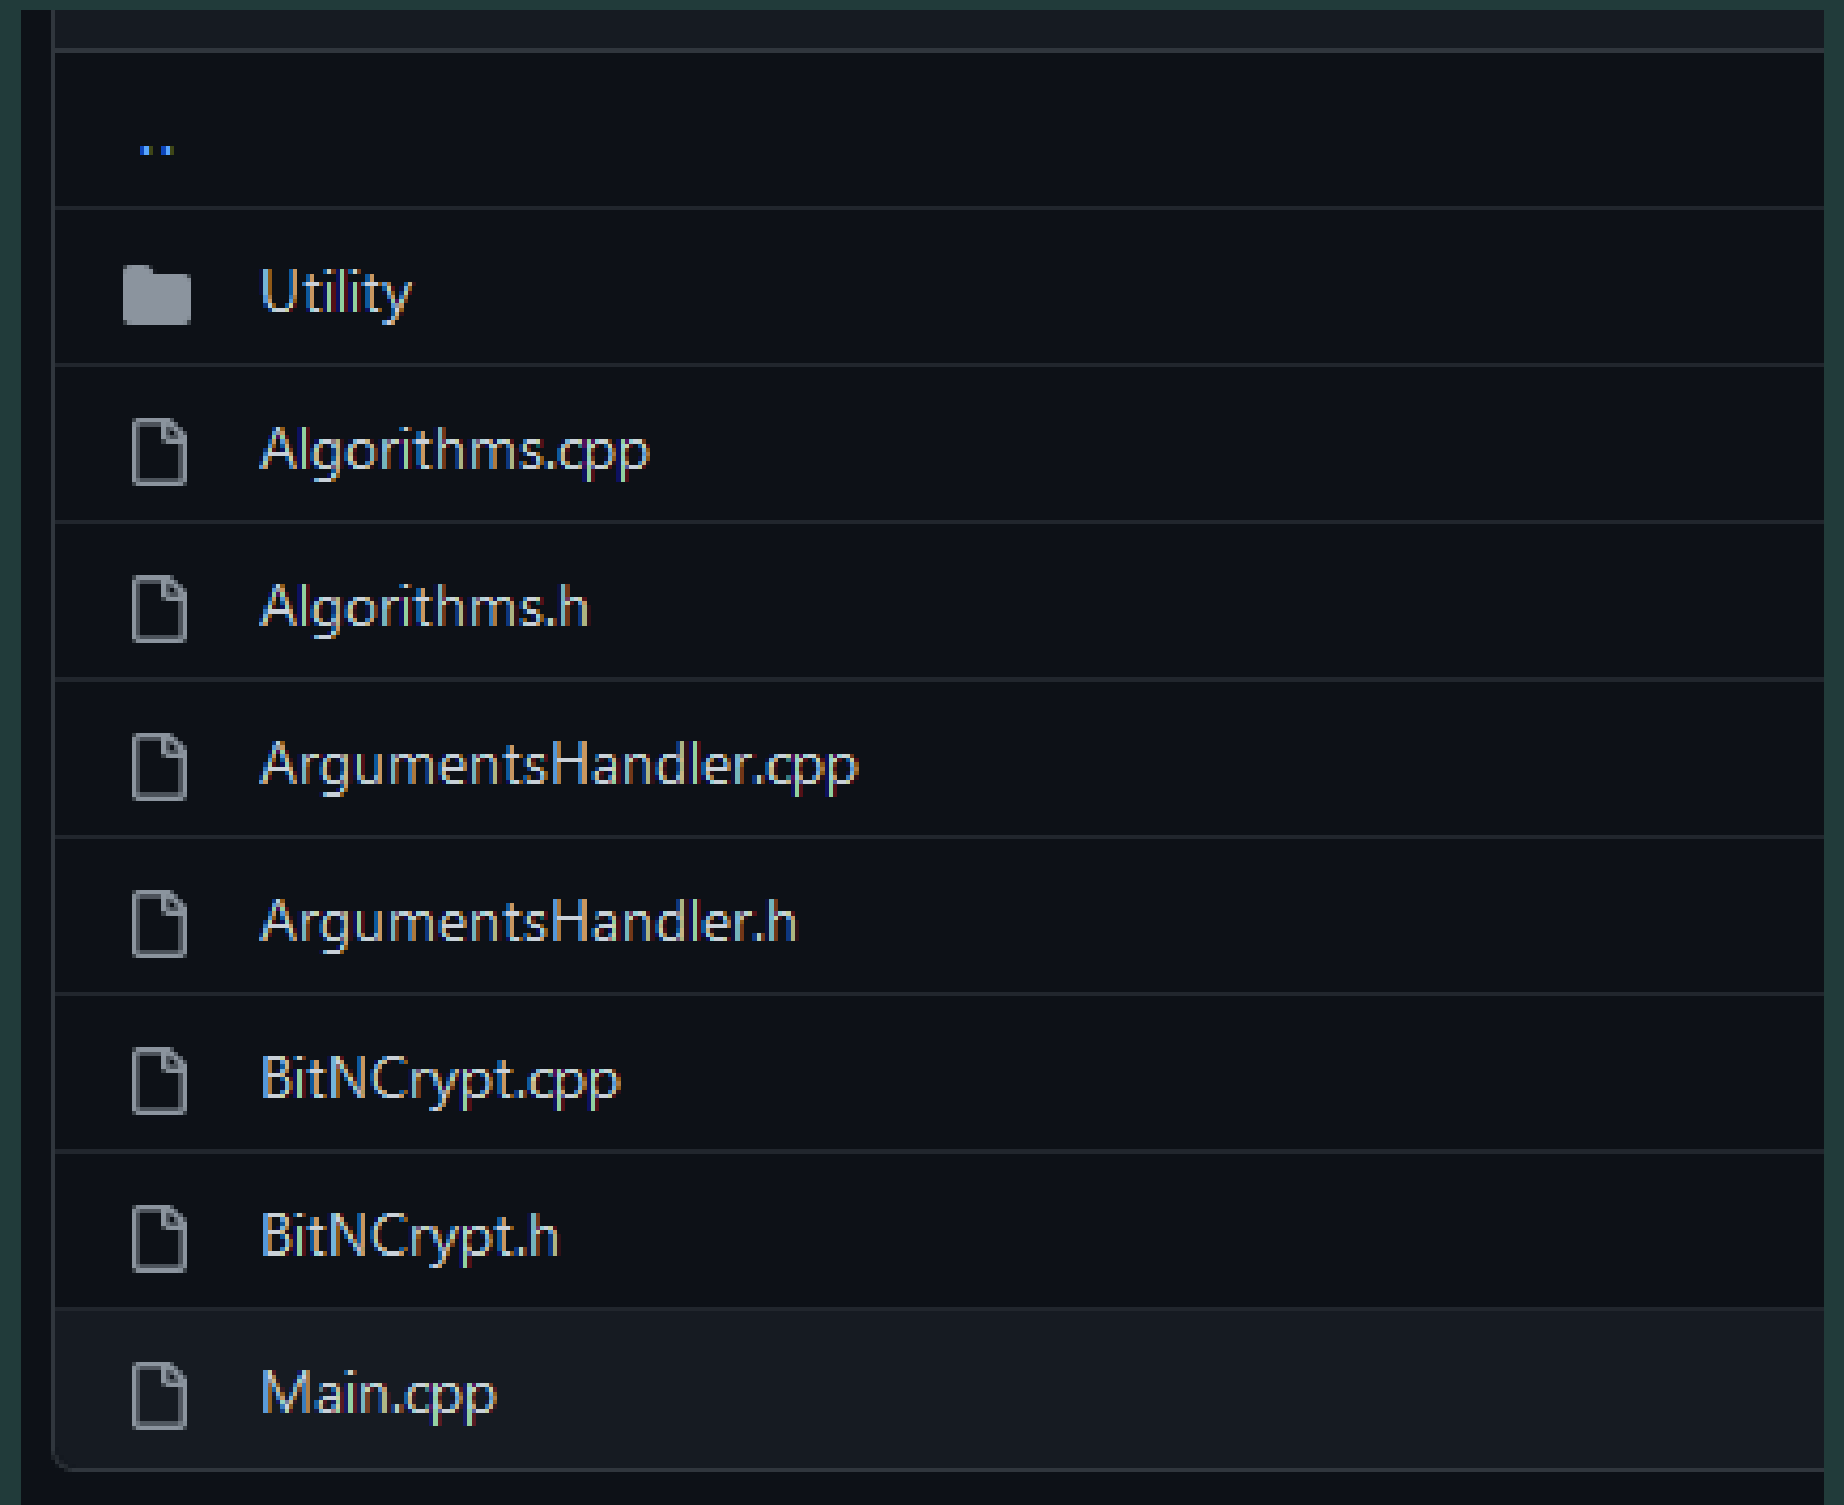 ..
Utility
Algorithms.cpp
Algorithms.h
ArgumentsHandler.cpp
ArgumentsHandler.h
BitNCrypt.cpp
BitNCrypt.h
Main.cpp